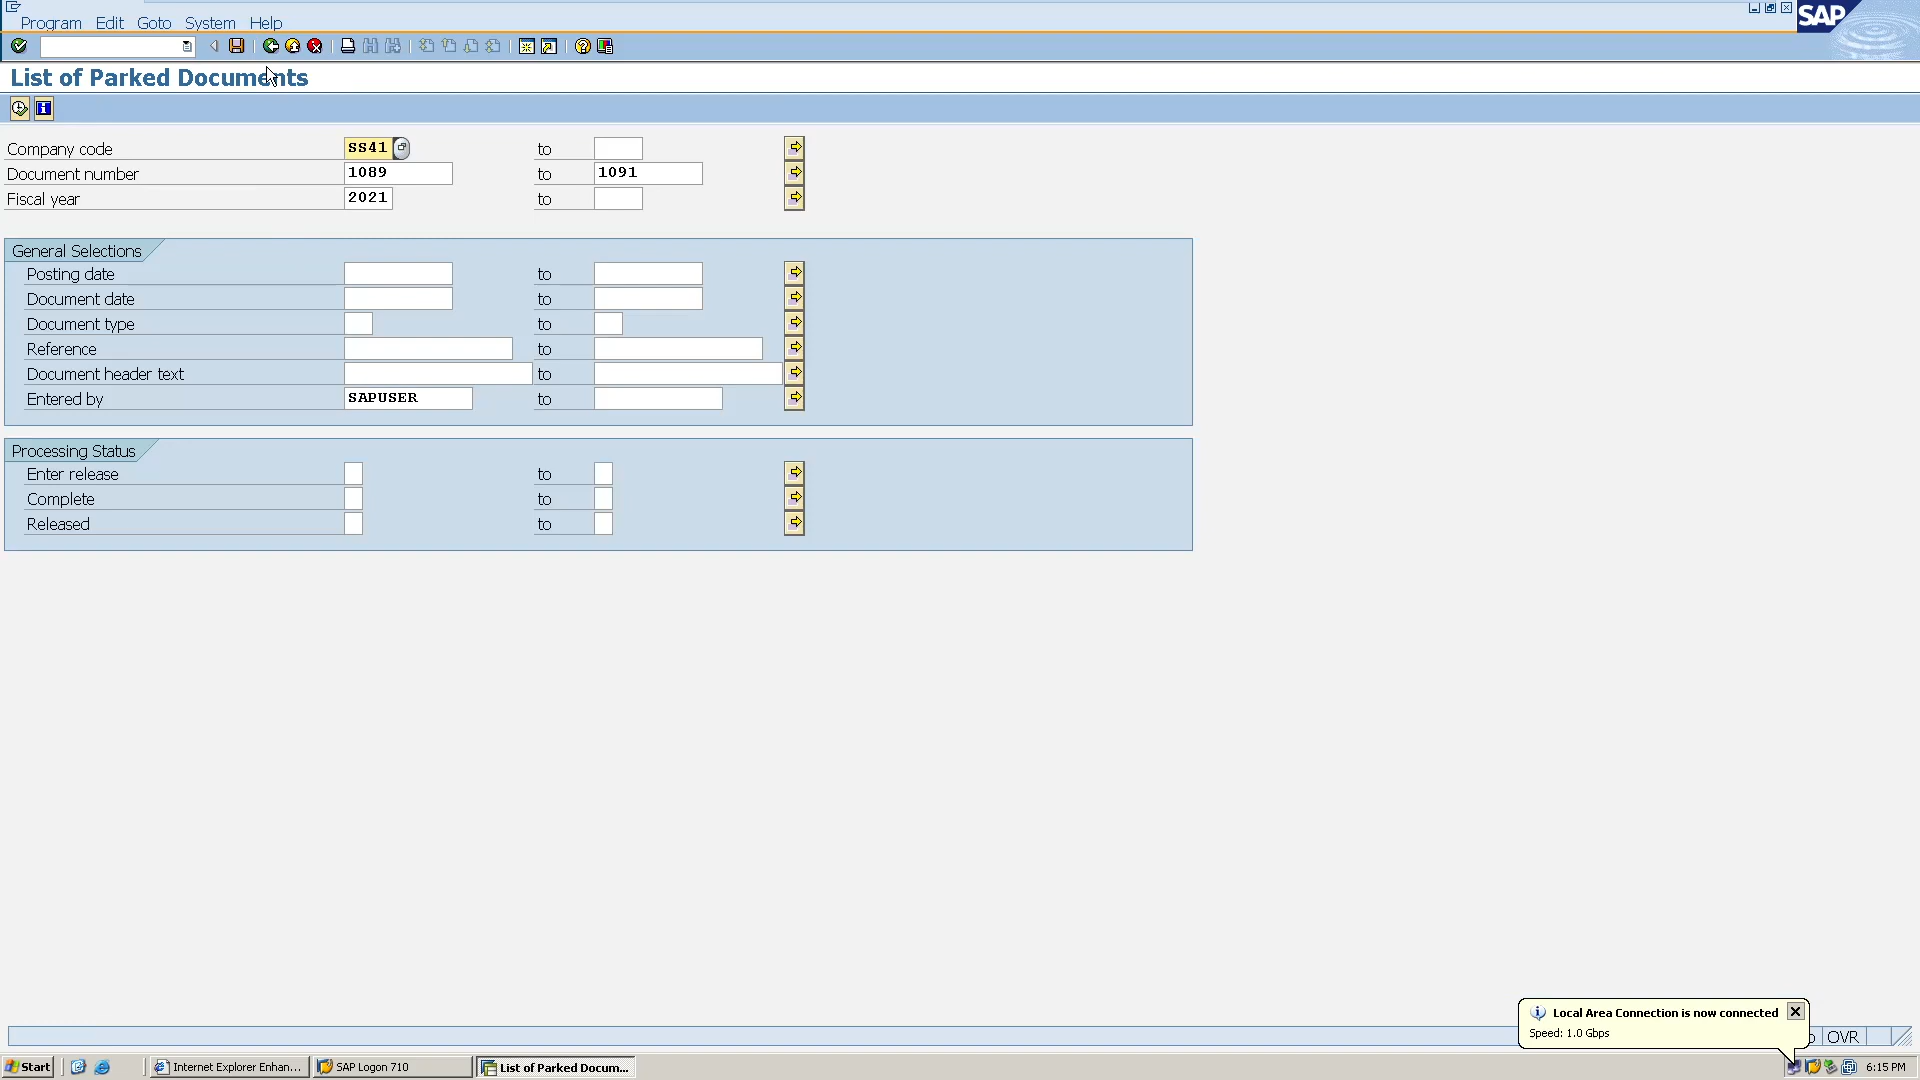 Program Edit Goto System Help
SAP
List of Parked Documents
Company code SS41 to
Document number 1089 to 1091
Fiscal year 2021 to
General Selections
Posting date to
Document date to
Document type to
Reference to
Document header text to
Entered by SAPUSER to
Processing Status
Enter release to
Complete to
Released to
Local Area Connection is now connected
Speed: 1.0 Gbps
OVR
Start Internet Explorer Enhan... SAP Logon 710 List of Parked Docum... 6:15 PM